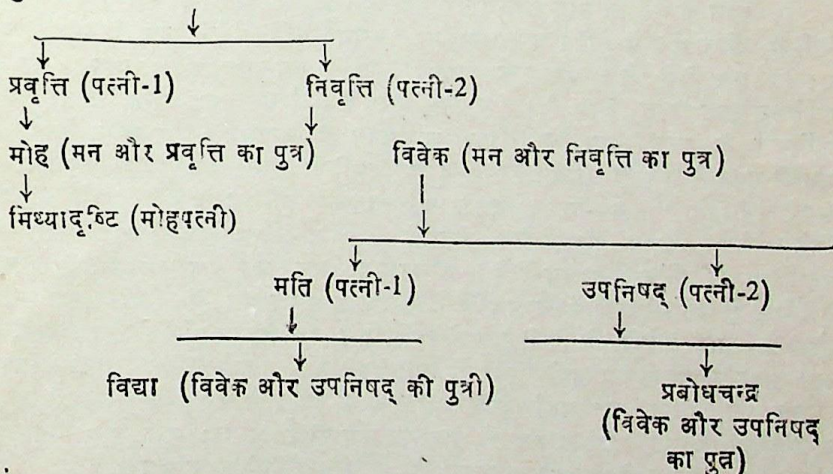 प्रवृत्ति (पत्नी-1) निवृत्ति (पत्नी-2)
मोह (मन और प्रवृत्ति का पुत्र) विवेक (मन और निवृत्ति का पुत्र)
मिथ्यादृष्टि (मोहपत्नी)
मति (पत्नी-1) उपनिषद् (पत्नी-2)
विद्या (विवेक और उपनिषद् की पुत्री) प्रबोधचन्द्र
(विवेक और उपनिषद्
का पुत्र)